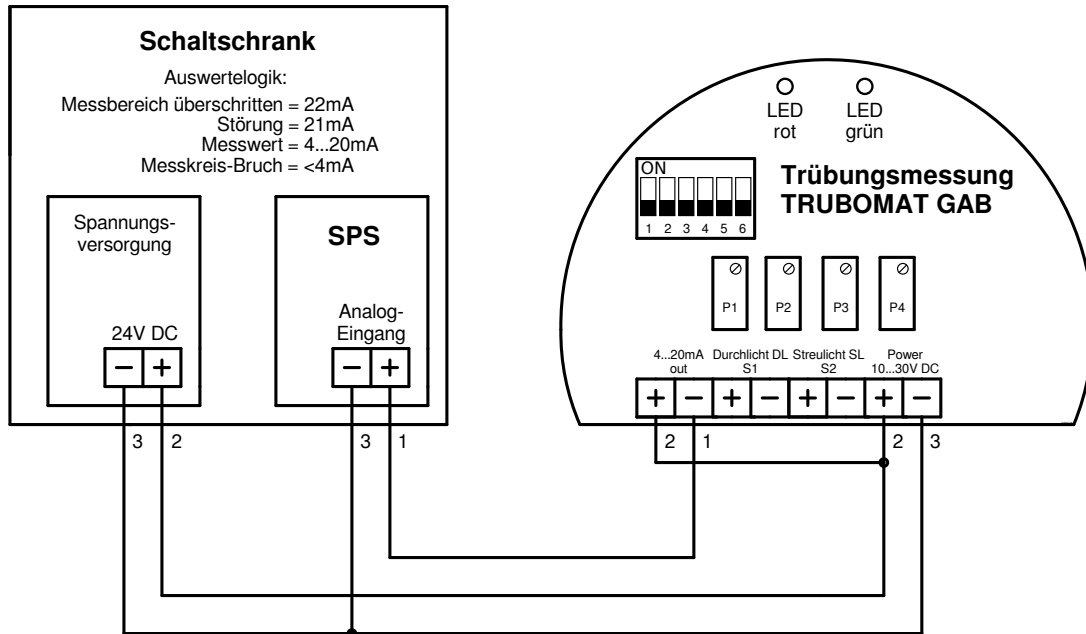 Schaltschrank
Auswertelogik:
Messbereich überschritten = 22mA
Störung = 21mA
Messwert = 4...20mA
Messkreis-Bruch = <4mA
Spannungs-
versorgung
24V DC
− +
SPS
Analog-
Eingang
− +
3 2 3 1
LED
rot
LED
grün
ON
1 2 3 4 5 6
Trübungsmessung
TRUBOMAT GAB
P1 P2 P3 P4
4...20mA
out
Durchlicht DL
S1
Streulicht SL
S2
Power
10...30V DC
+ − + − + − + −
2 1 2 3